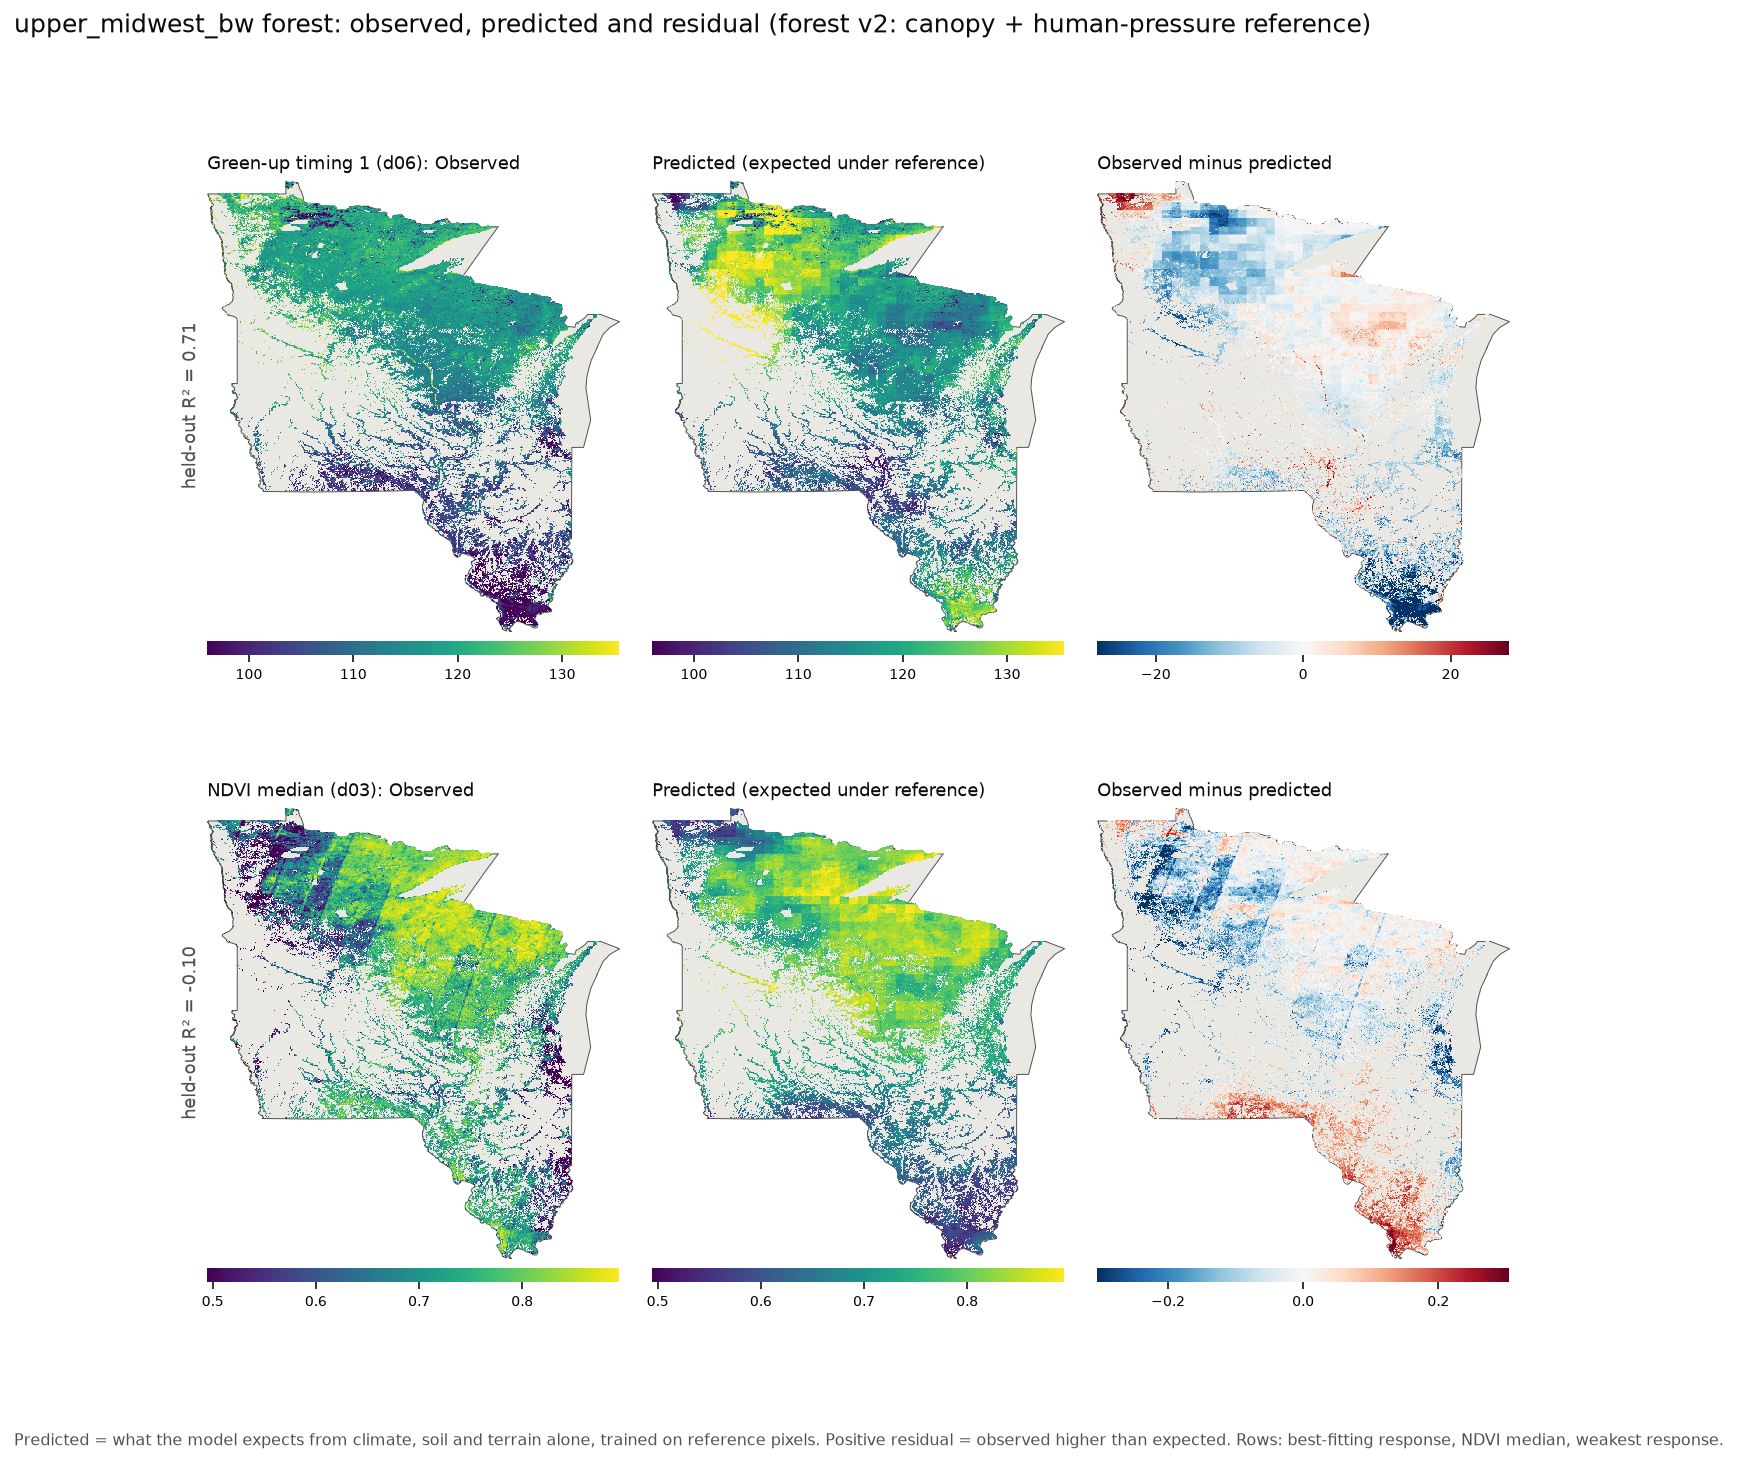 upper_midwest_bw forest: observed, predicted and residual (forest v2: canopy + human-pressure reference)
Green-up timing 1 (d06): Observed
Predicted (expected under reference)
Observed minus predicted
held-out R² = 0.71
100 110 120 130
100 110 120 130
−20 0 20
NDVI median (d03): Observed
Predicted (expected under reference)
Observed minus predicted
held-out R² = -0.10
0.5 0.6 0.7 0.8
0.5 0.6 0.7 0.8
−0.2 0.0 0.2
Predicted = what the model expects from climate, soil and terrain alone, trained on reference pixels. Positive residual = observed higher than expected. Rows: best-fitting response, NDVI median, weakest response.